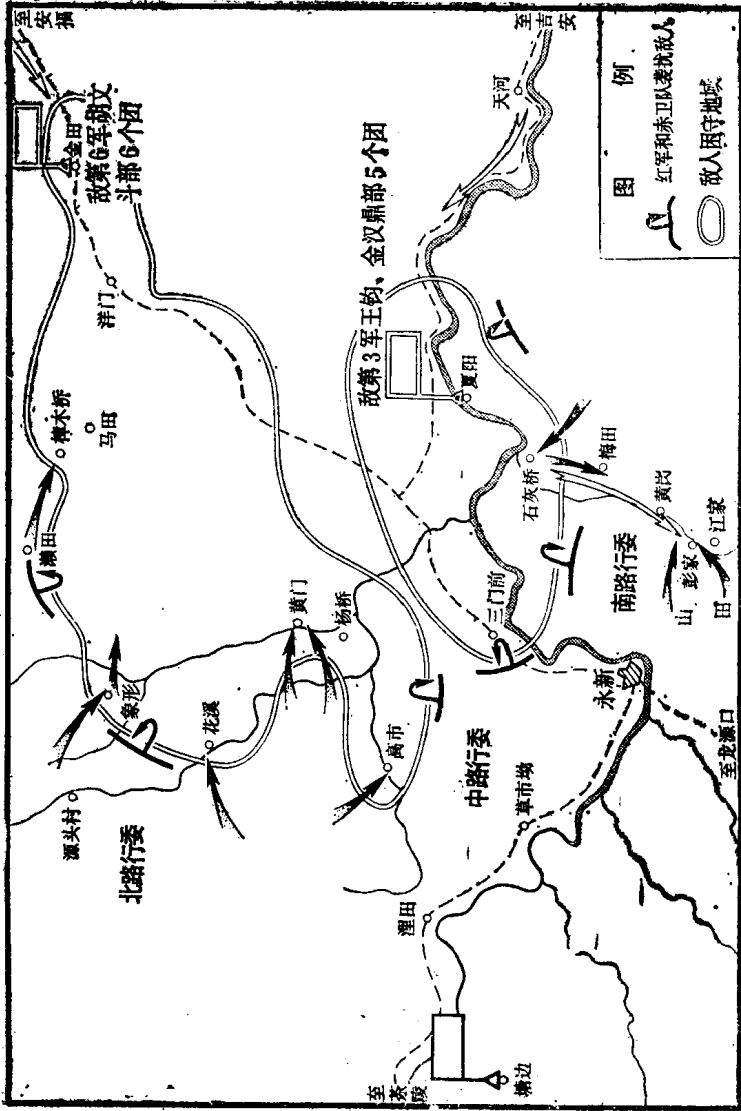 至安福
金田
敌第6军胡文
斗部6个团
洋门
樟木桥
马田
濑田
象形
花溪
源头村
北路行委
黄门
杨桥
高市
中路行委
至吉安
天河
敌第3军王钧、金汉鼎部5个团
夏阳
石灰桥
梅田
三门前
南路行委
黄岗
彭家
江家
山田
永新
至龙源口
草市坳
浬田
塘边
至茶陵
图例
红军和赤卫队袭扰敌人
敌人困守地域